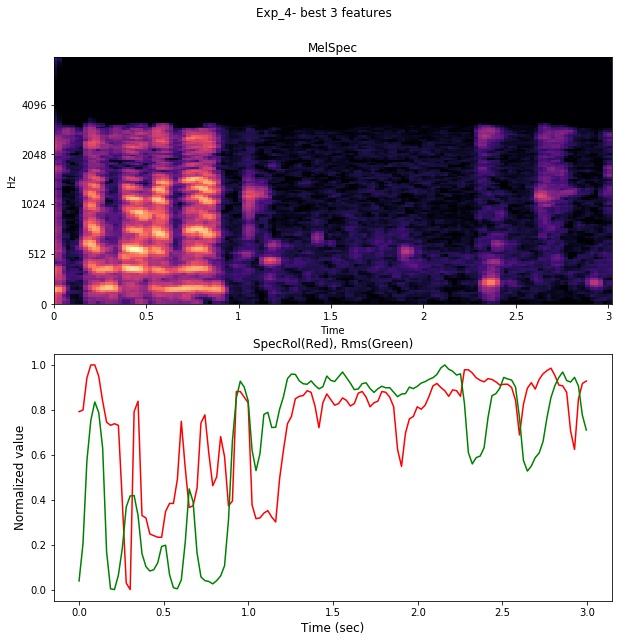 Exp_4- best 3 features
MelSpec
4096
2048
1024
512
0
Hz
0 0.5 1 1.5 2 2.5 3
Time
SpecRol(Red), Rms(Green)
1.0
0.8
0.6
0.4
0.2
0.0
Normalized value
0.0 0.5 1.0 1.5 2.0 2.5 3.0
Time (sec)